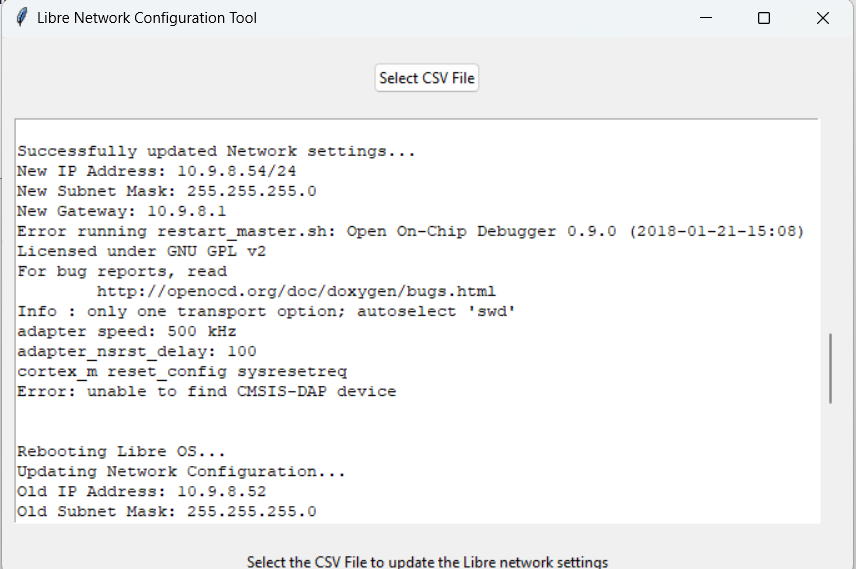 Libre Network Configuration Tool
Select CSV File
Successfully updated Network settings...
New IP Address: 10.9.8.54/24
New Subnet Mask: 255.255.255.0
New Gateway: 10.9.8.1
Error running restart_master.sh: Open On-Chip Debugger 0.9.0 (2018-01-21-15:08)
Licensed under GNU GPL v2
For bug reports, read
        http://openocd.org/doc/doxygen/bugs.html
Info : only one transport option; autoselect 'swd'
adapter speed: 500 kHz
adapter_nsrst_delay: 100
cortex_m reset_config sysresetreq
Error: unable to find CMSIS-DAP device
Rebooting Libre OS...
Updating Network Configuration...
Old IP Address: 10.9.8.52
Old Subnet Mask: 255.255.255.0
Select the CSV File to update the Libre network settings